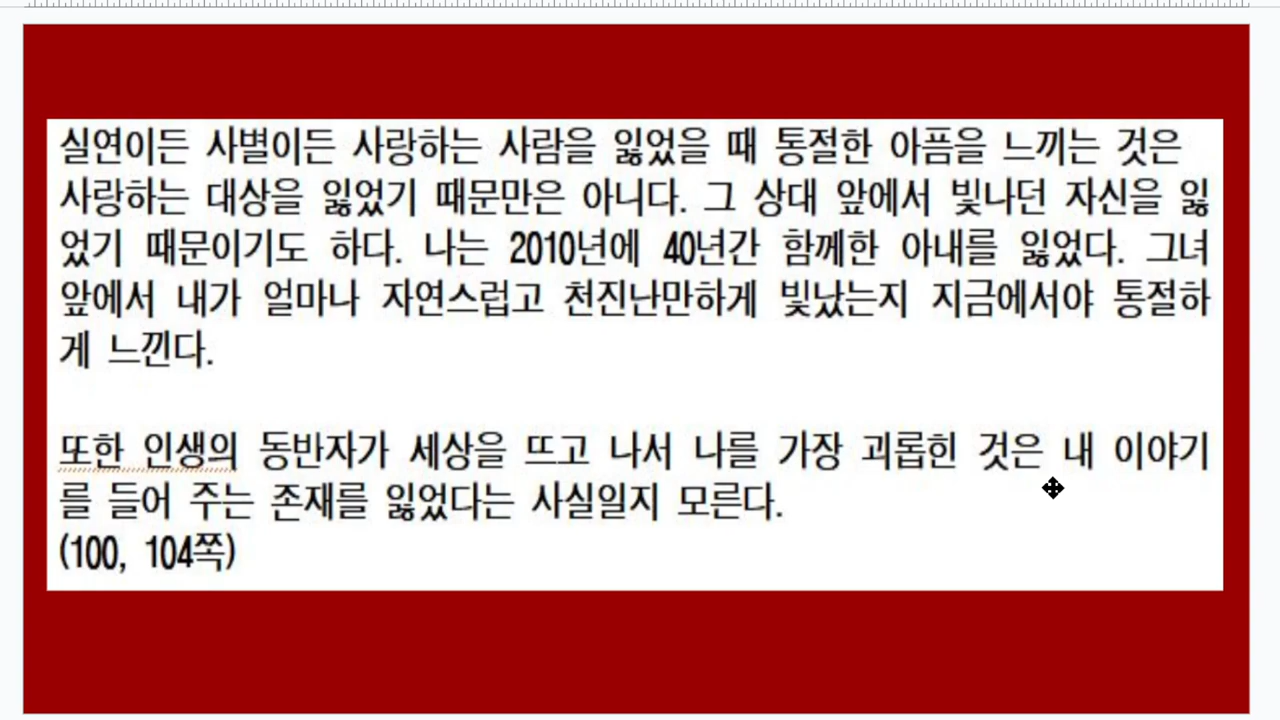 실연이든 사별이든 사랑하는 사람을 잃었을 때 통절한 아픔을 느끼는 것은
사랑하는 대상을 잃었기 때문만은 아니다. 그 상대 앞에서 빛나던 자신을 잃
었기 때문이기도 하다. 나는 2010년에 40년간 함께한 아내를 잃었다. 그녀
앞에서 내가 얼마나 자연스럽고 천진난만하게 빛났는지 지금에서야 통절하
게 느낀다.
또한 인생의 동반자가 세상을 뜨고 나서 나를 가장 괴롭힌 것은 내 이야기
를 들어 주는 존재를 잃었다는 사실일지 모른다.
(100, 104쪽)